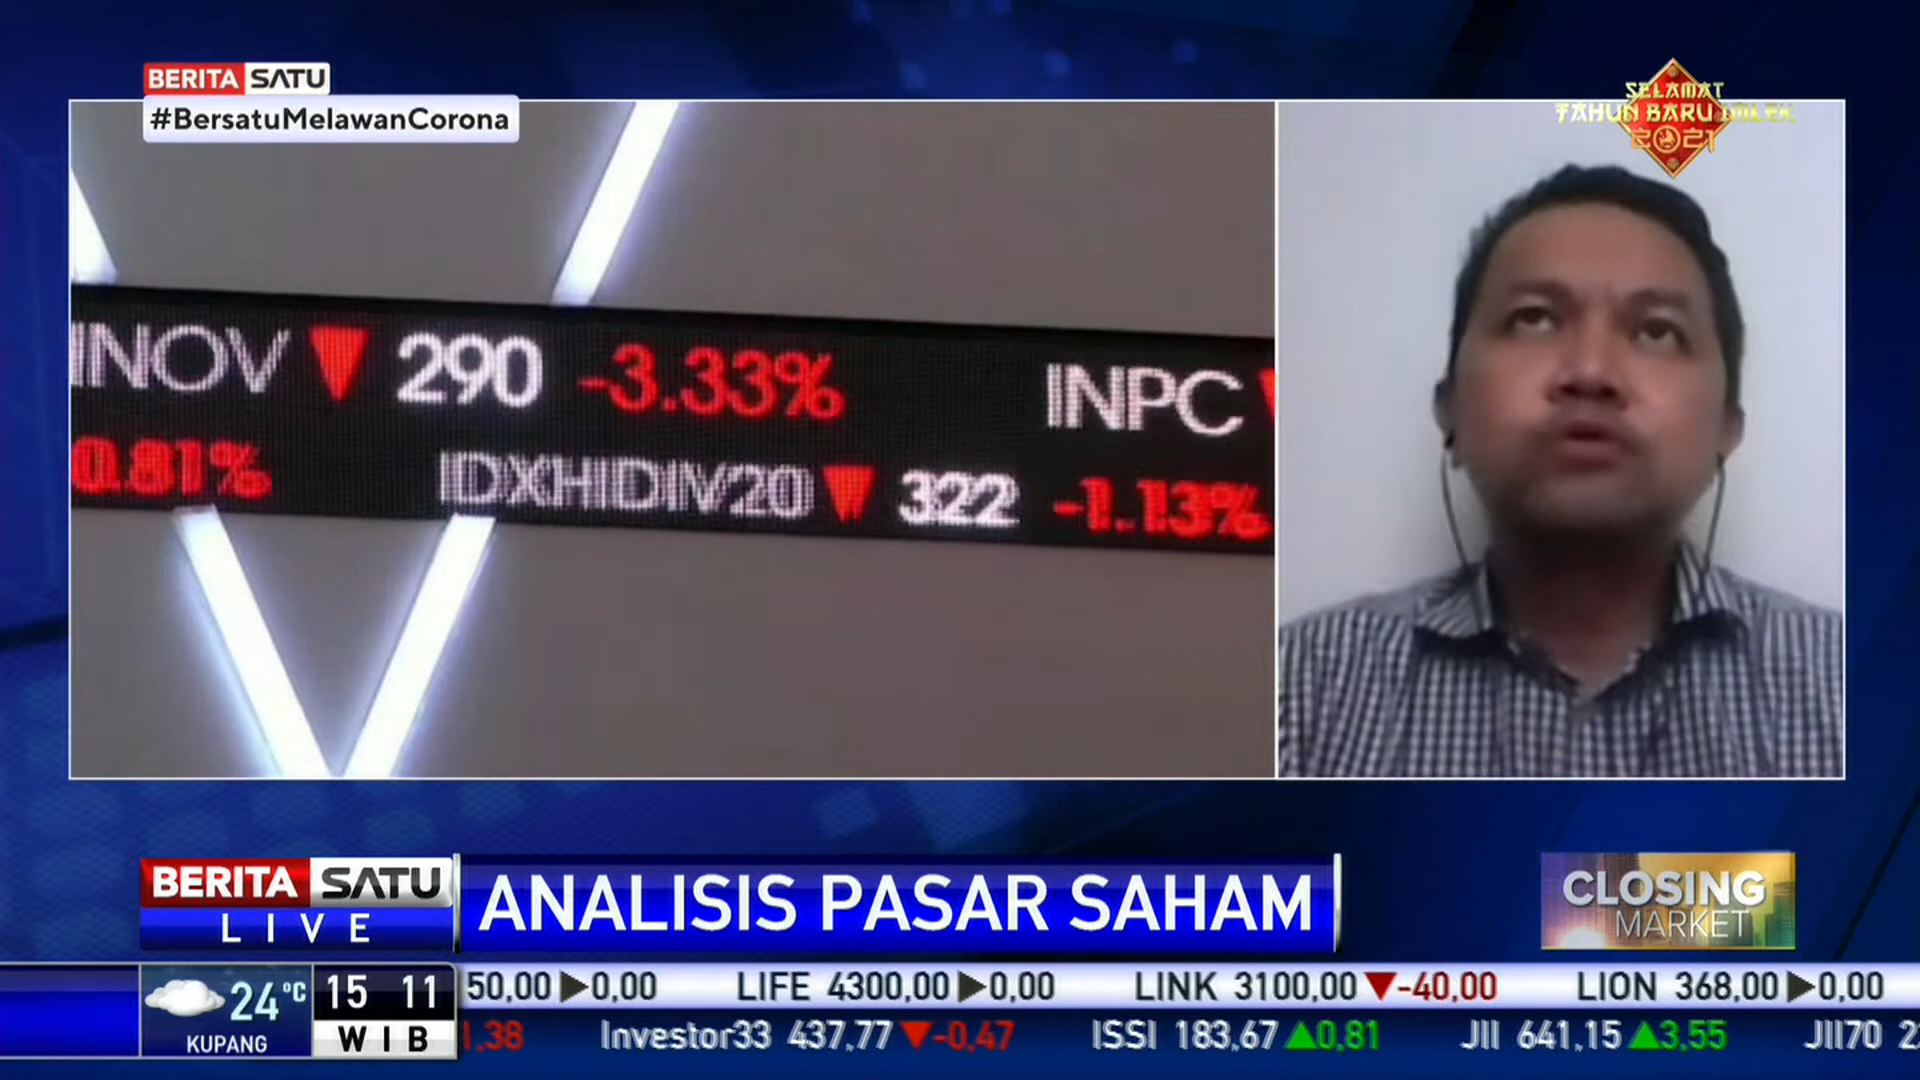 BERITA SATU
#BersatuMelawanCorona
SELAMAT
TAHUN BARU IMLEK
2021
INOV ▼ 290 -3.33% INPC
0.81% IDXHIDIV20 ▼ 322 -1.13%
BERITA SATU
LIVE
ANALISIS PASAR SAHAM
CLOSING
MARKET
24°C
KUPANG
15 11
WIB
50,00 ▶0,00 LIFE 4300,00 ▶0,00 LINK 3100,00 ▼-40,00 LION 368,00 ▶0,00
1,38 Investor33 437,77 ▼-0,47 ISSI 183,67 ▲0,81 JII 641,15 ▲3,55 JII70